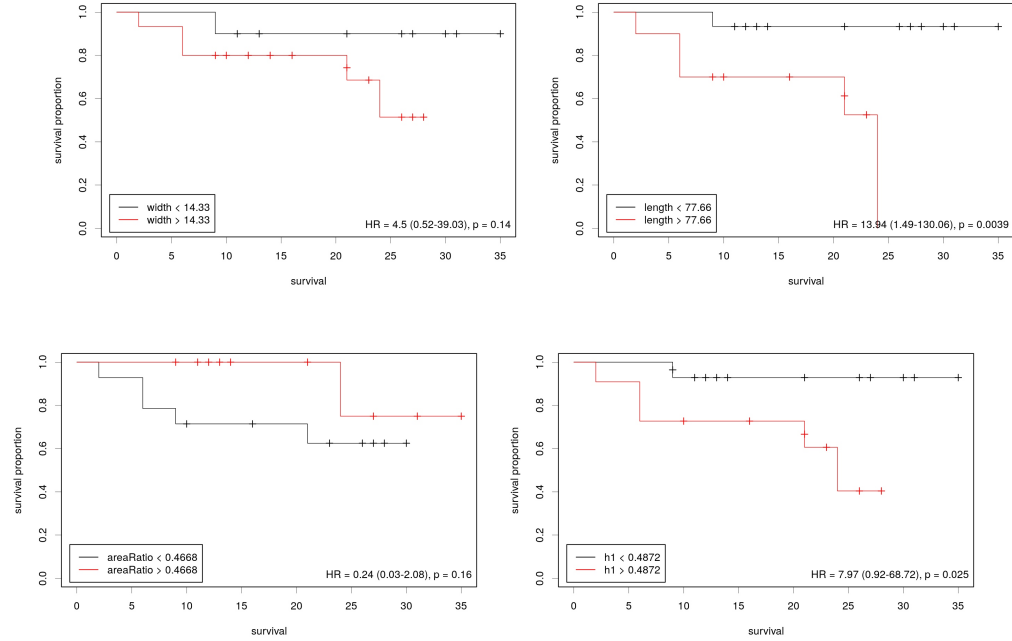 1.0
0.8
0.6
0.4
0.2
0.0
survival proportion
width < 14.33
width > 14.33
HR = 4.5 (0.52-39.03), p = 0.14
0 5 10 15 20 25 30 35
survival
1.0
0.8
0.6
0.4
0.2
0.0
survival proportion
length < 77.66
length > 77.66
HR = 13.94 (1.49-130.06), p = 0.0039
0 5 10 15 20 25 30 35
survival
1.0
0.8
0.6
0.4
0.2
0.0
survival proportion
areaRatio < 0.4668
areaRatio > 0.4668
HR = 0.24 (0.03-2.08), p = 0.16
0 5 10 15 20 25 30 35
survival
1.0
0.8
0.6
0.4
0.2
0.0
survival proportion
h1 < 0.4872
h1 > 0.4872
HR = 7.97 (0.92-68.72), p = 0.025
0 5 10 15 20 25 30 35
survival